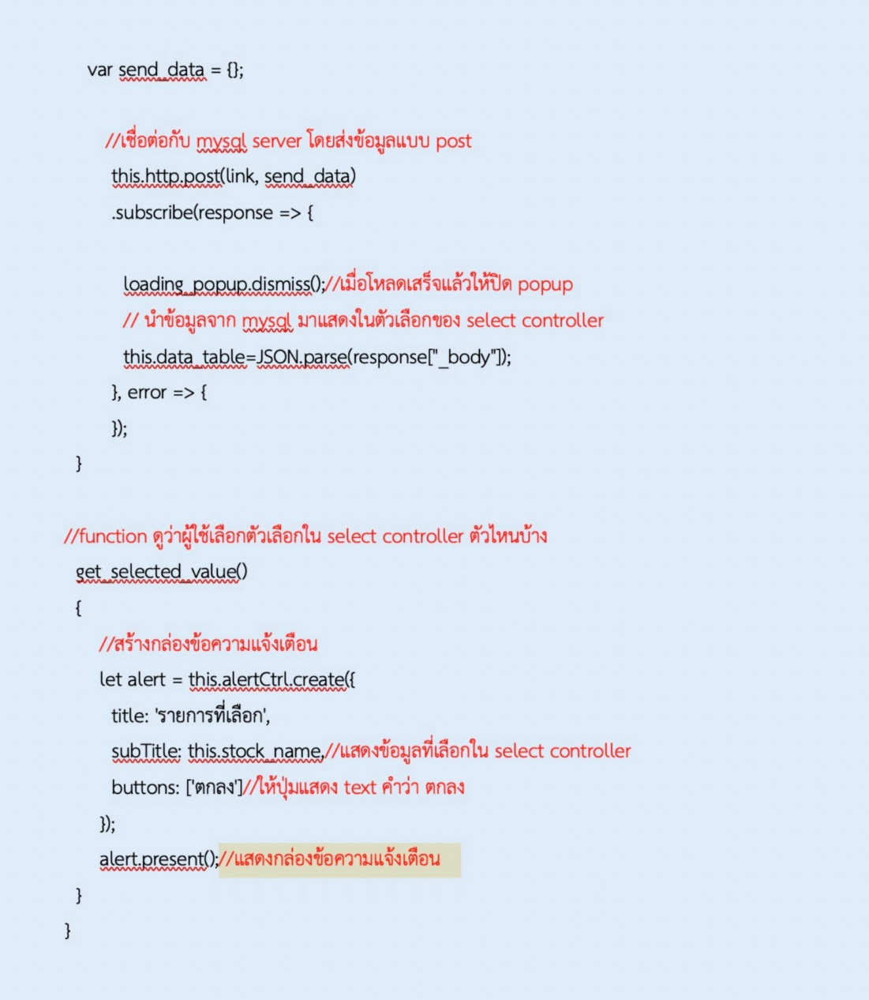 var send_data = {};
//เชื่อต่อกับ mysql server โดยส่งข้อมูลแบบ post
this.http.post(link, send_data)
.subscribe(response => {
loading_popup.dismiss();//เมื่อโหลดเสร็จแล้วให้ปิด popup
// นำข้อมูลจาก mysql มาแสดงในตัวเลือกของ select controller
this.data_table=JSON.parse(response["_body"]);
}, error => {
});
}
//function ดูว่าผู้ใช้เลือกตัวเลือกใน select controller ตัวไหนบ้าง
get_selected_value()
{
//สร้างกล่องข้อความแจ้งเตือน
let alert = this.alertCtrl.create({
title: 'รายการที่เลือก',
subTitle: this.stock_name,//แสดงข้อมูลที่เลือกใน select controller
buttons: ['ตกลง']//ให้ปุ่มแสดง text คำว่า ตกลง
});
alert.present();//แสดงกล่องข้อความแจ้งเตือน
}
}